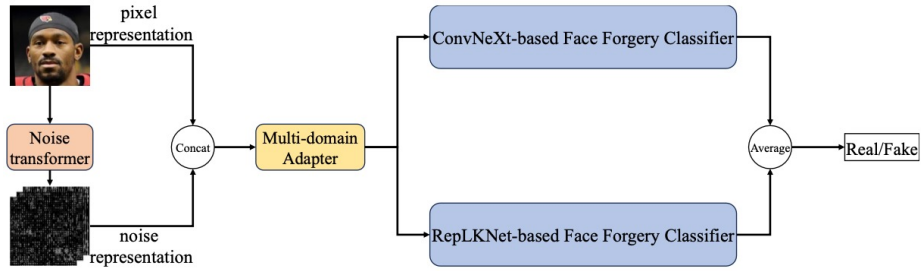 pixel
representation
Noise
transformer
noise
representation
Concat
Multi-domain
Adapter
ConvNeXt-based Face Forgery Classifier
RepLKNet-based Face Forgery Classifier
Average
Real/Fake